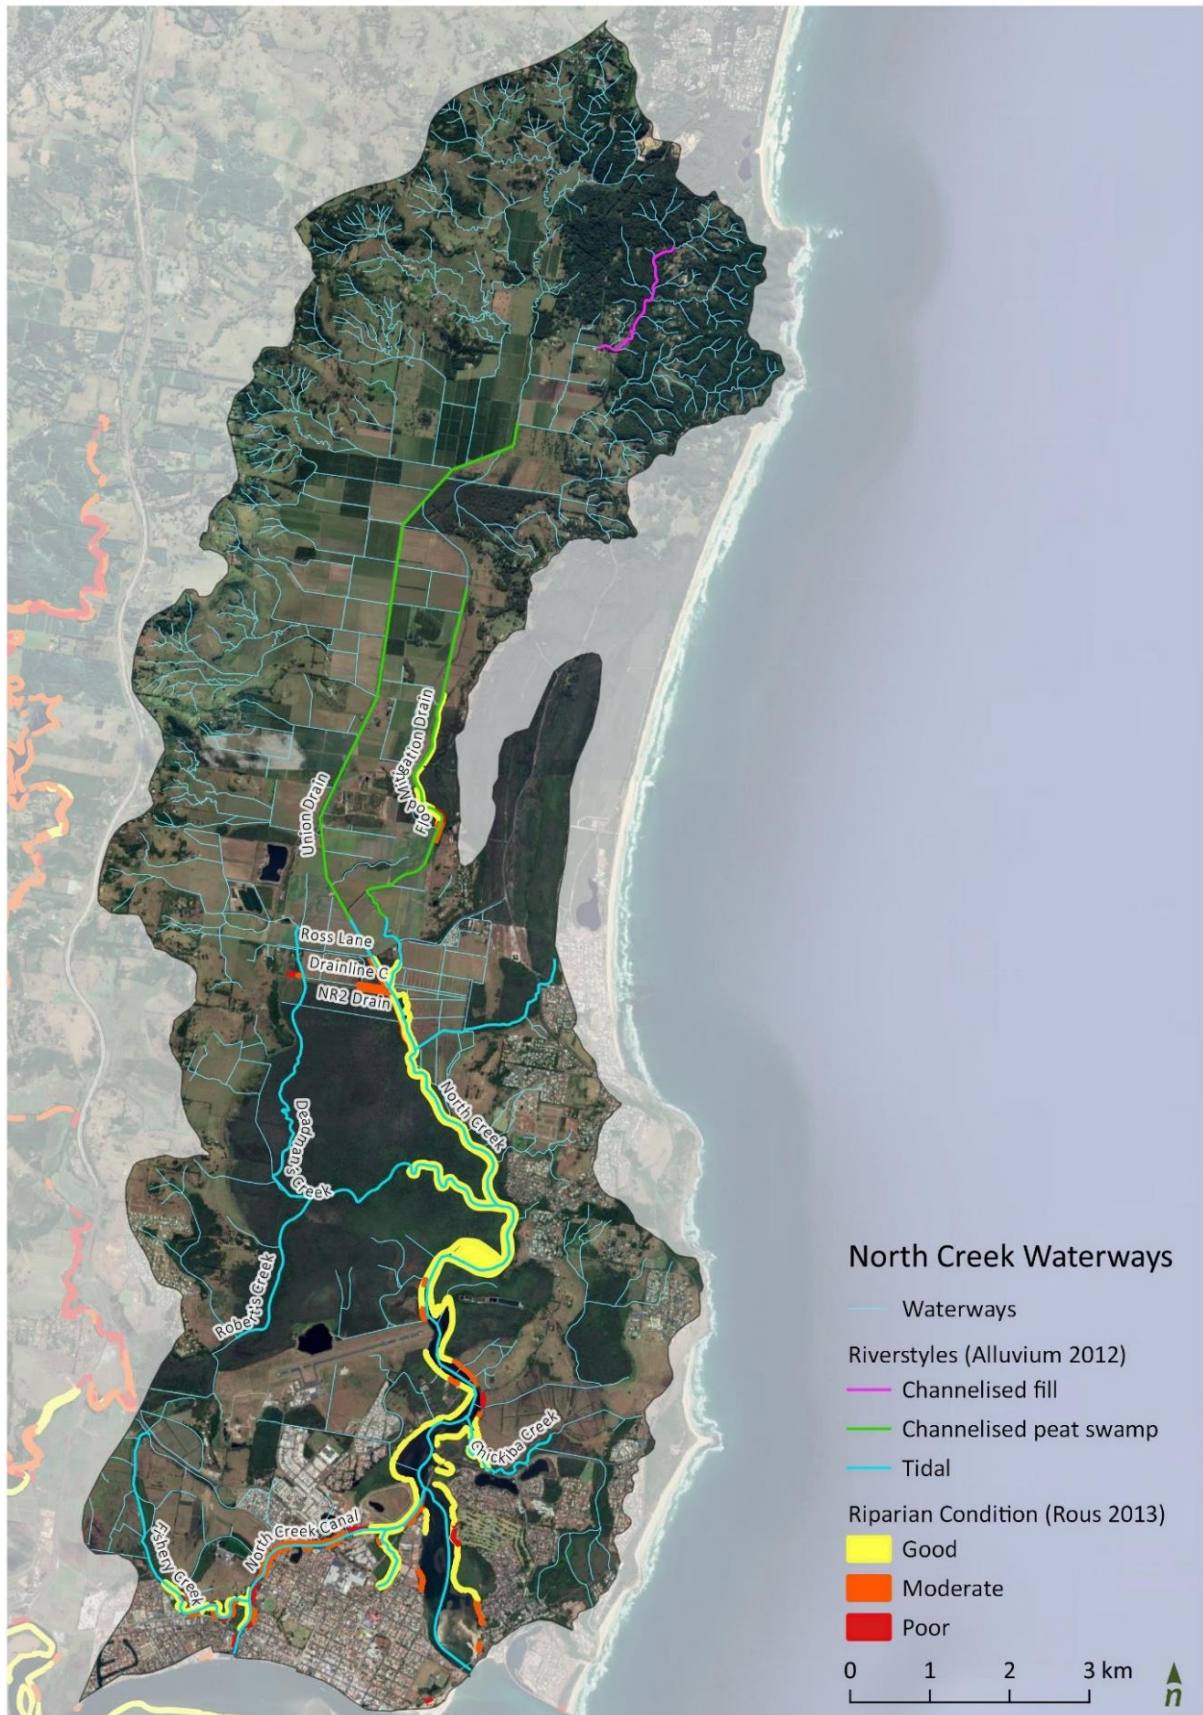 Flood Mitigation Drain
Union Drain
Ross Lane
Drainline C
NR2 Drain
North Creek
Deadman's Creek
Robert's Creek
Chickiba Creek
North Creek Canal
Fishery Creek
North Creek Waterways
Waterways
Riverstyles (Alluvium 2012)
Channelised fill
Channelised peat swamp
Tidal
Riparian Condition (Rous 2013)
Good
Moderate
Poor
0 1 2 3 km
n